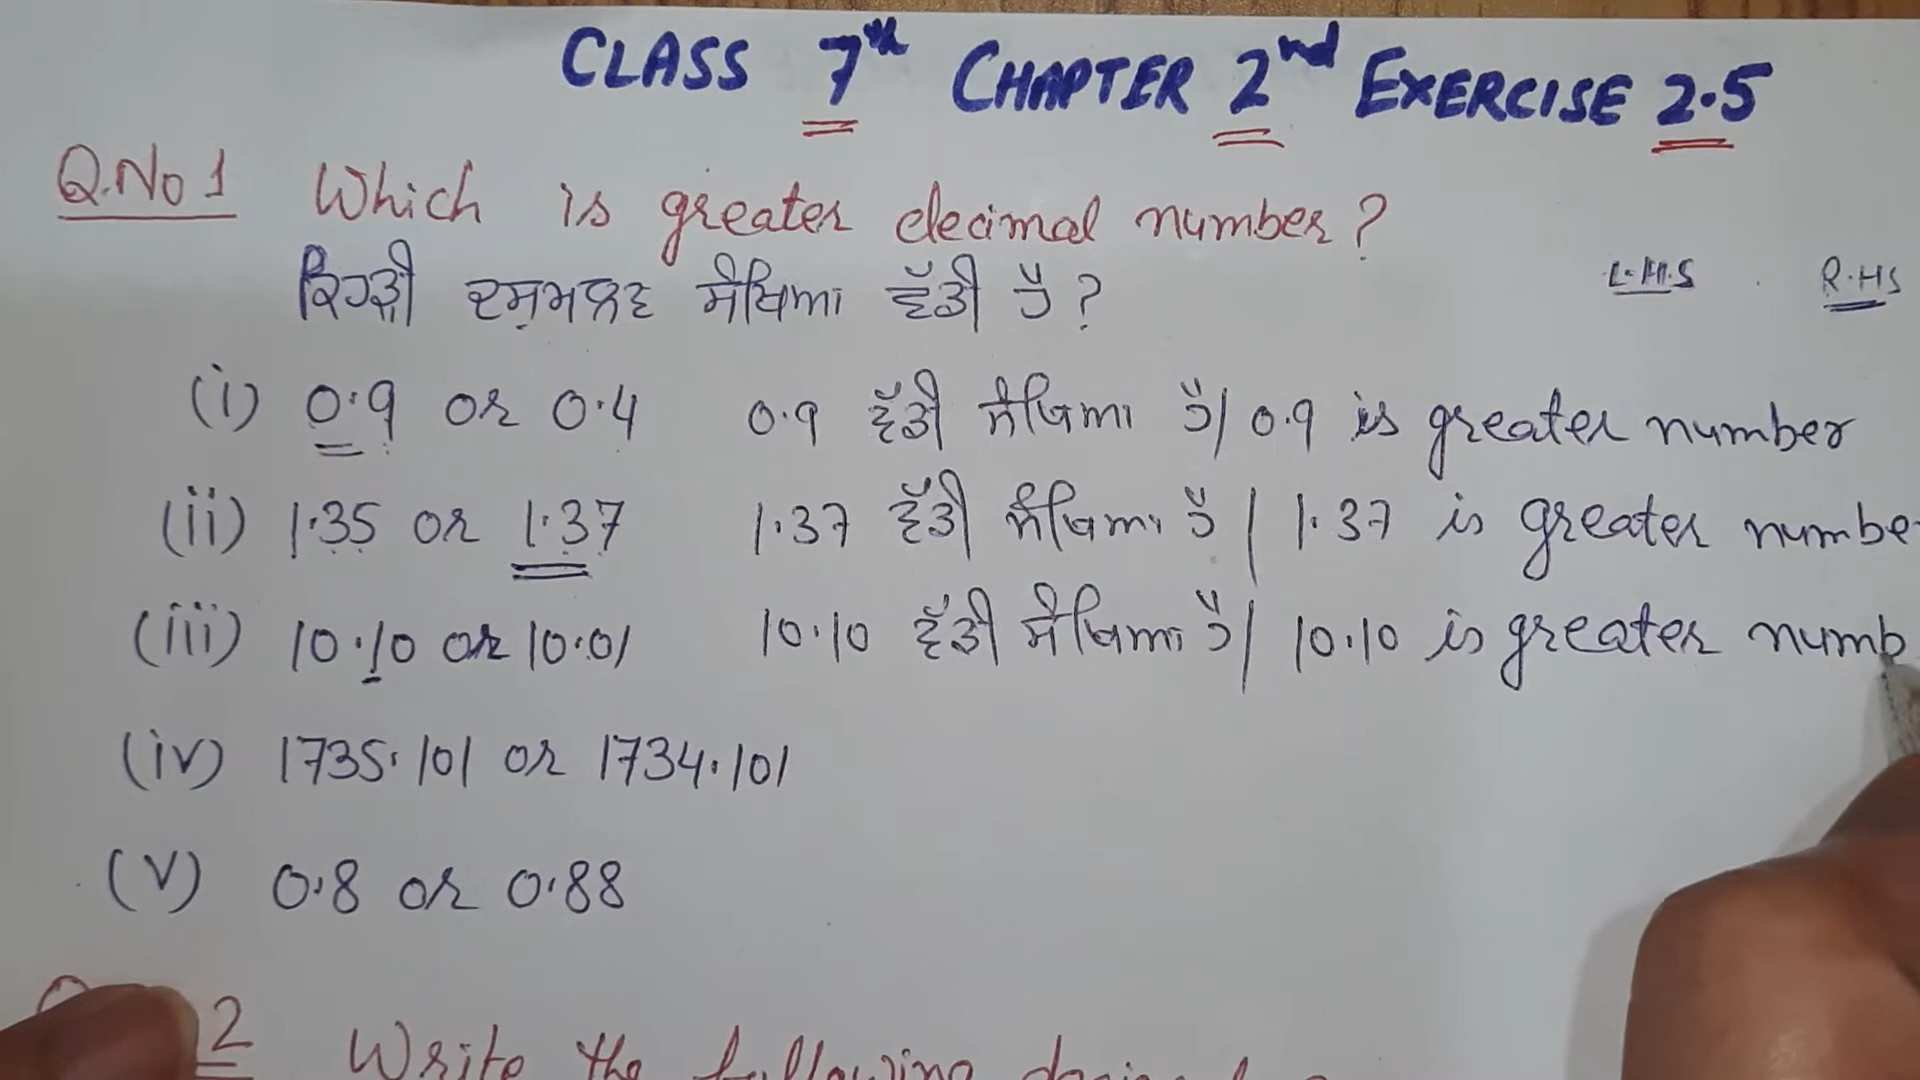 CLASS 7th CHAPTER 2nd EXERCISE 2.5
Q.No 1 Which is greater decimal number?
ਕਿਹੜੀ ਦਸ਼ਮਲਵ ਸੰਖਿਆ ਵੱਡੀ ਹੈ?
L.H.S R.HS
(i) 0.9 or 0.4 0.9 ਵੱਡੀ ਸੰਖਿਆ ਹੈ| 0.9 is greater number
(ii) 1.35 or 1.37 1.37 ਵੱਡੀ ਸੰਖਿਆ ਹੈ| 1.37 is greater numbe
(iii) 10.10 or 10.01 10.10 ਵੱਡੀ ਸੰਖਿਆ ਹੈ| 10.10 is greater numb
(iv) 1735.101 or 1734.101
(v) 0.8 or 0.88
2 Write the following